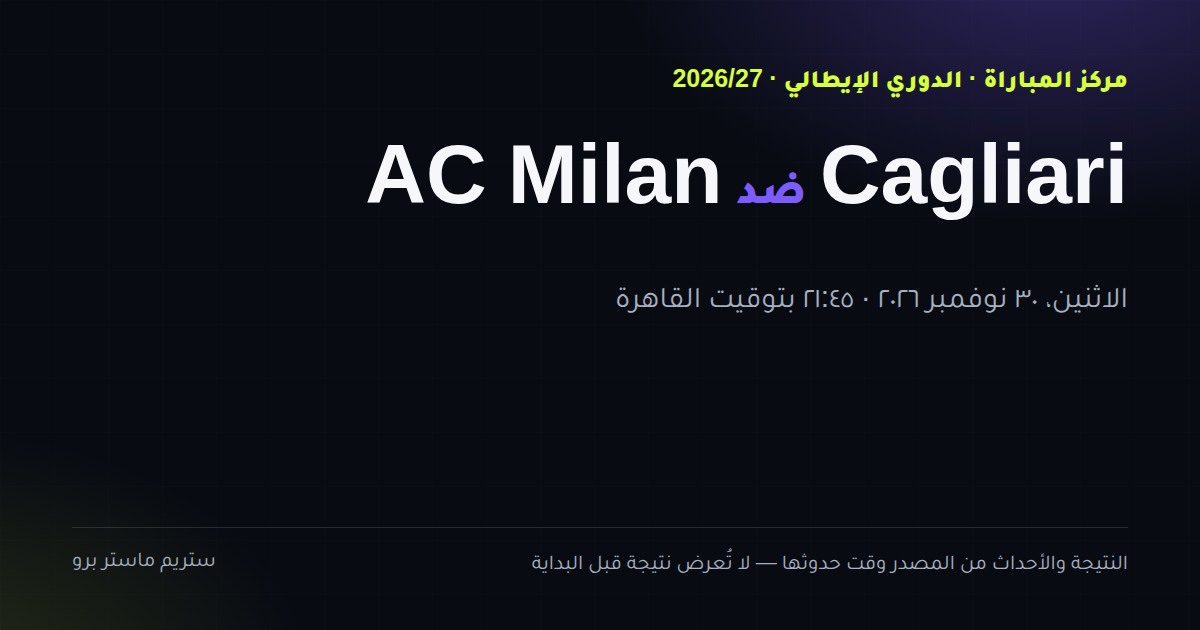 مركز المباراة · الدوري الإيطالي · 2026/27
Cagliari ضد AC Milan
الاثنين، ٣٠ نوفمبر ٢٠٢٦ · ٢١:٤٥ بتوقيت القاهرة
النتيجة والأحداث من المصدر وقت حدوثها — لا تُعرض نتيجة قبل البداية
ستريم ماستر برو